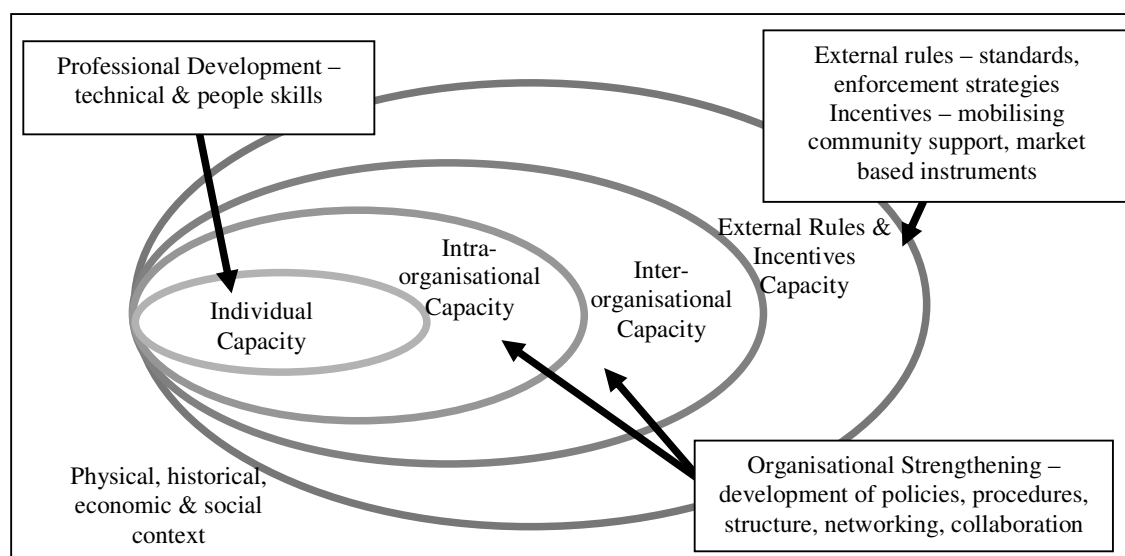 Professional Development –
technical & people skills
External rules – standards,
enforcement strategies
Incentives – mobilising
community support, market
based instruments
External Rules &
Incentives
Capacity
Intra-
organisational
Capacity
Inter-
organisational
Capacity
Individual
Capacity
Physical, historical,
economic & social
context
Organisational Strengthening –
development of policies, procedures,
structure, networking, collaboration